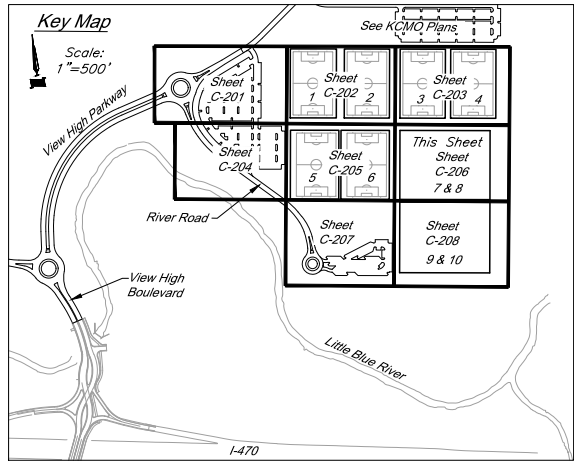 Key Map
Scale:
1"=500'
See KCMO Plans
View High Parkway
Sheet
C-201
1
Sheet
C-202
2
3
Sheet
C-203
4
Sheet
C-204
5
Sheet
C-205
6
This Sheet
Sheet
C-206
7 & 8
River Road
Sheet
C-207
Sheet
C-208
9 & 10
View High
Boulevard
Little Blue River
I-470